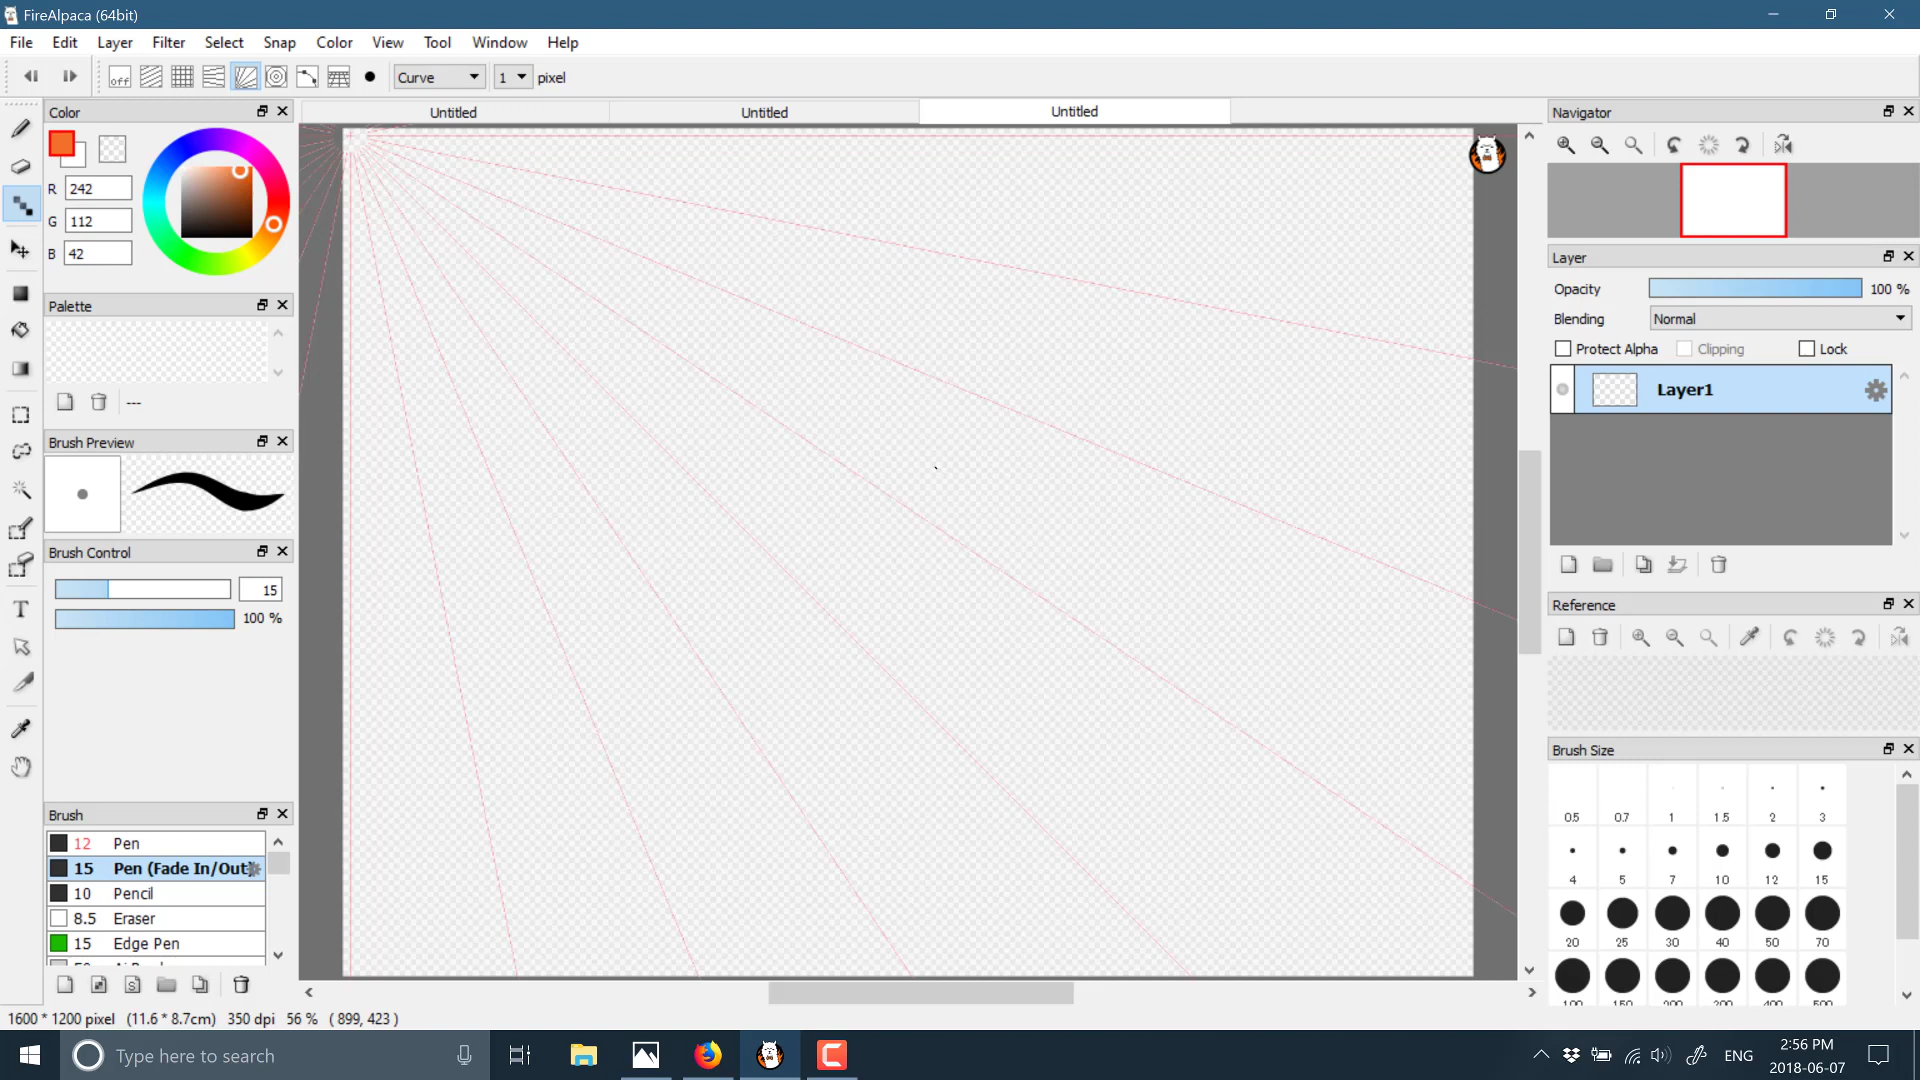 FireAlpaca (64bit)
File Edit Layer Filter Select Snap Color View Tool Window Help
off Curve 1 pixel
Color
Untitled Untitled Untitled
Navigator
R 242
G 112
B 42
Layer
Opacity 100 %
Palette
Blending Normal
Protect Alpha Clipping Lock
Layer1
---
Brush Preview
Brush Control
15
100 %
Reference
Brush Size
0.5 0.7 1 1.5 2 3
4 5 7 10 12 15
20 25 30 40 50 70
Brush
12 Pen
15 Pen (Fade In/Out)
10 Pencil
8.5 Eraser
15 Edge Pen
S
1600 * 1200 pixel (11.6 * 8.7cm) 350 dpi 56 % ( 899, 423 )
Type here to search
ENG
2:56 PM
2018-06-07